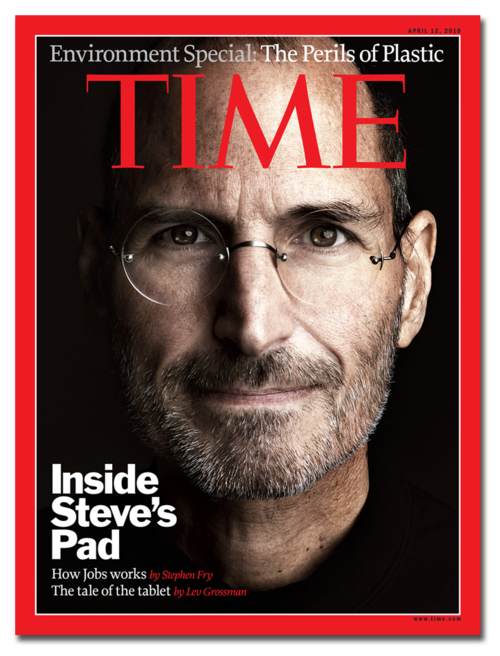 APRIL 12, 2010
Environment Special: The Perils of Plastic
TIME
Inside
Steve's
Pad
How Jobs works by Stephen Fry
The tale of the tablet by Lev Grossman
www.time.com